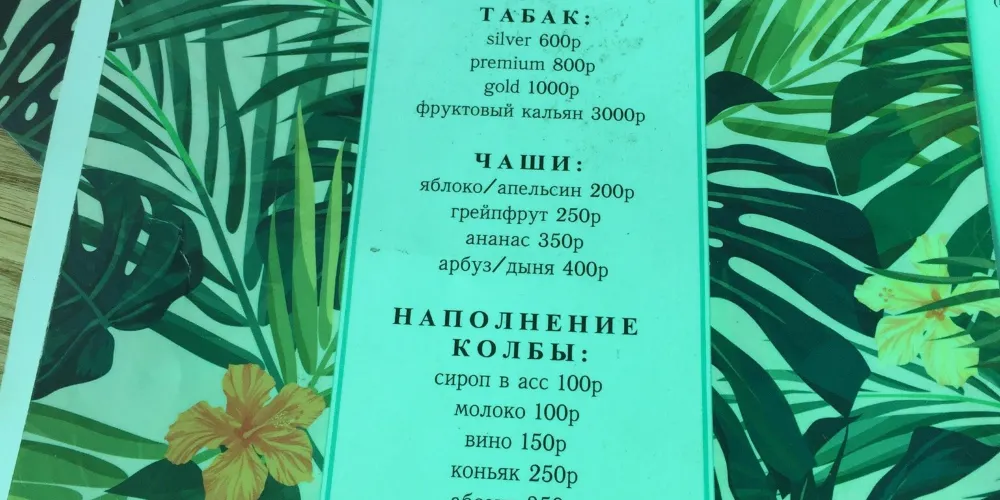 ТАБАК:
silver 600р
premium 800р
gold 1000р
фруктовый кальян 3000р
ЧАШИ:
яблоко/апельсин 200р
грейпфрут 250р
ананас 350р
арбуз/дыня 400р
НАПОЛНЕНИЕ
КОЛБЫ:
сироп в асс 100р
молоко 100р
вино 150р
коньяк 250р